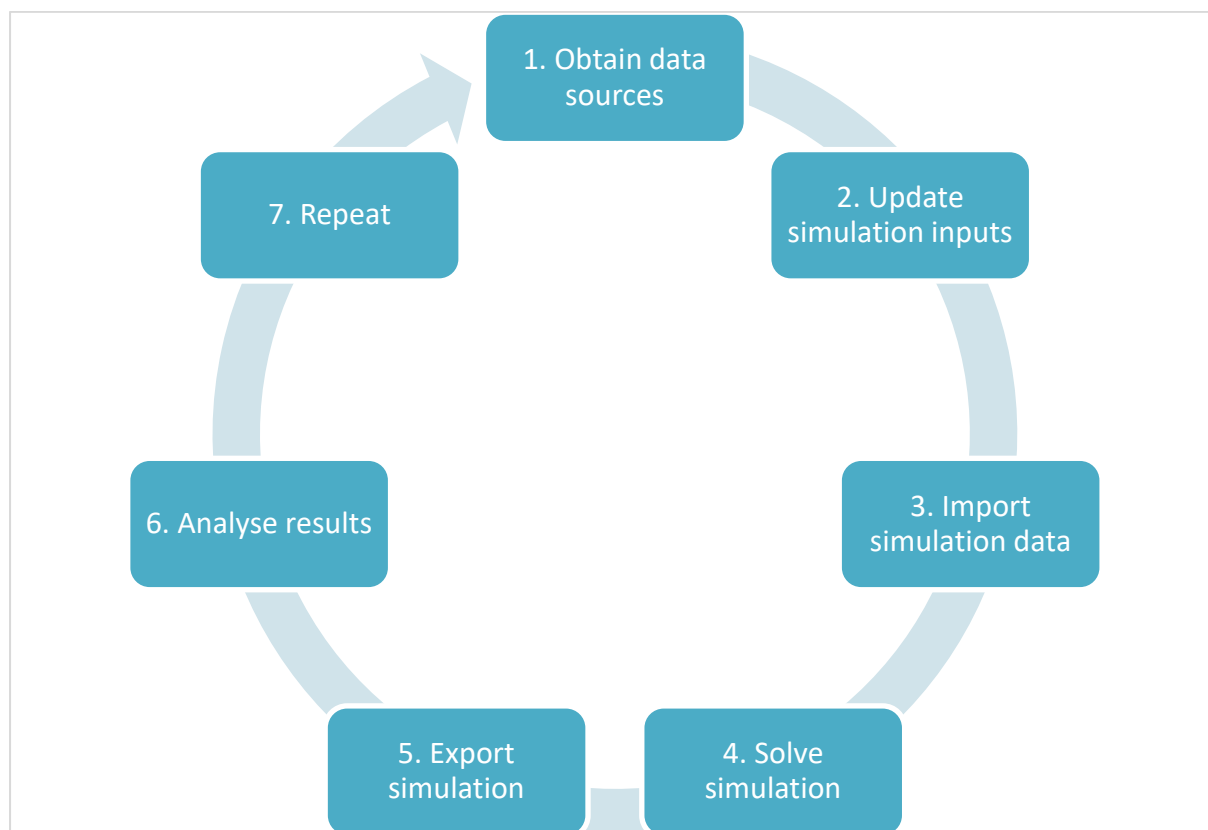 1. Obtain data
sources
2. Update
simulation inputs
3. Import
simulation data
4. Solve
simulation
5. Export
simulation
6. Analyse results
7. Repeat